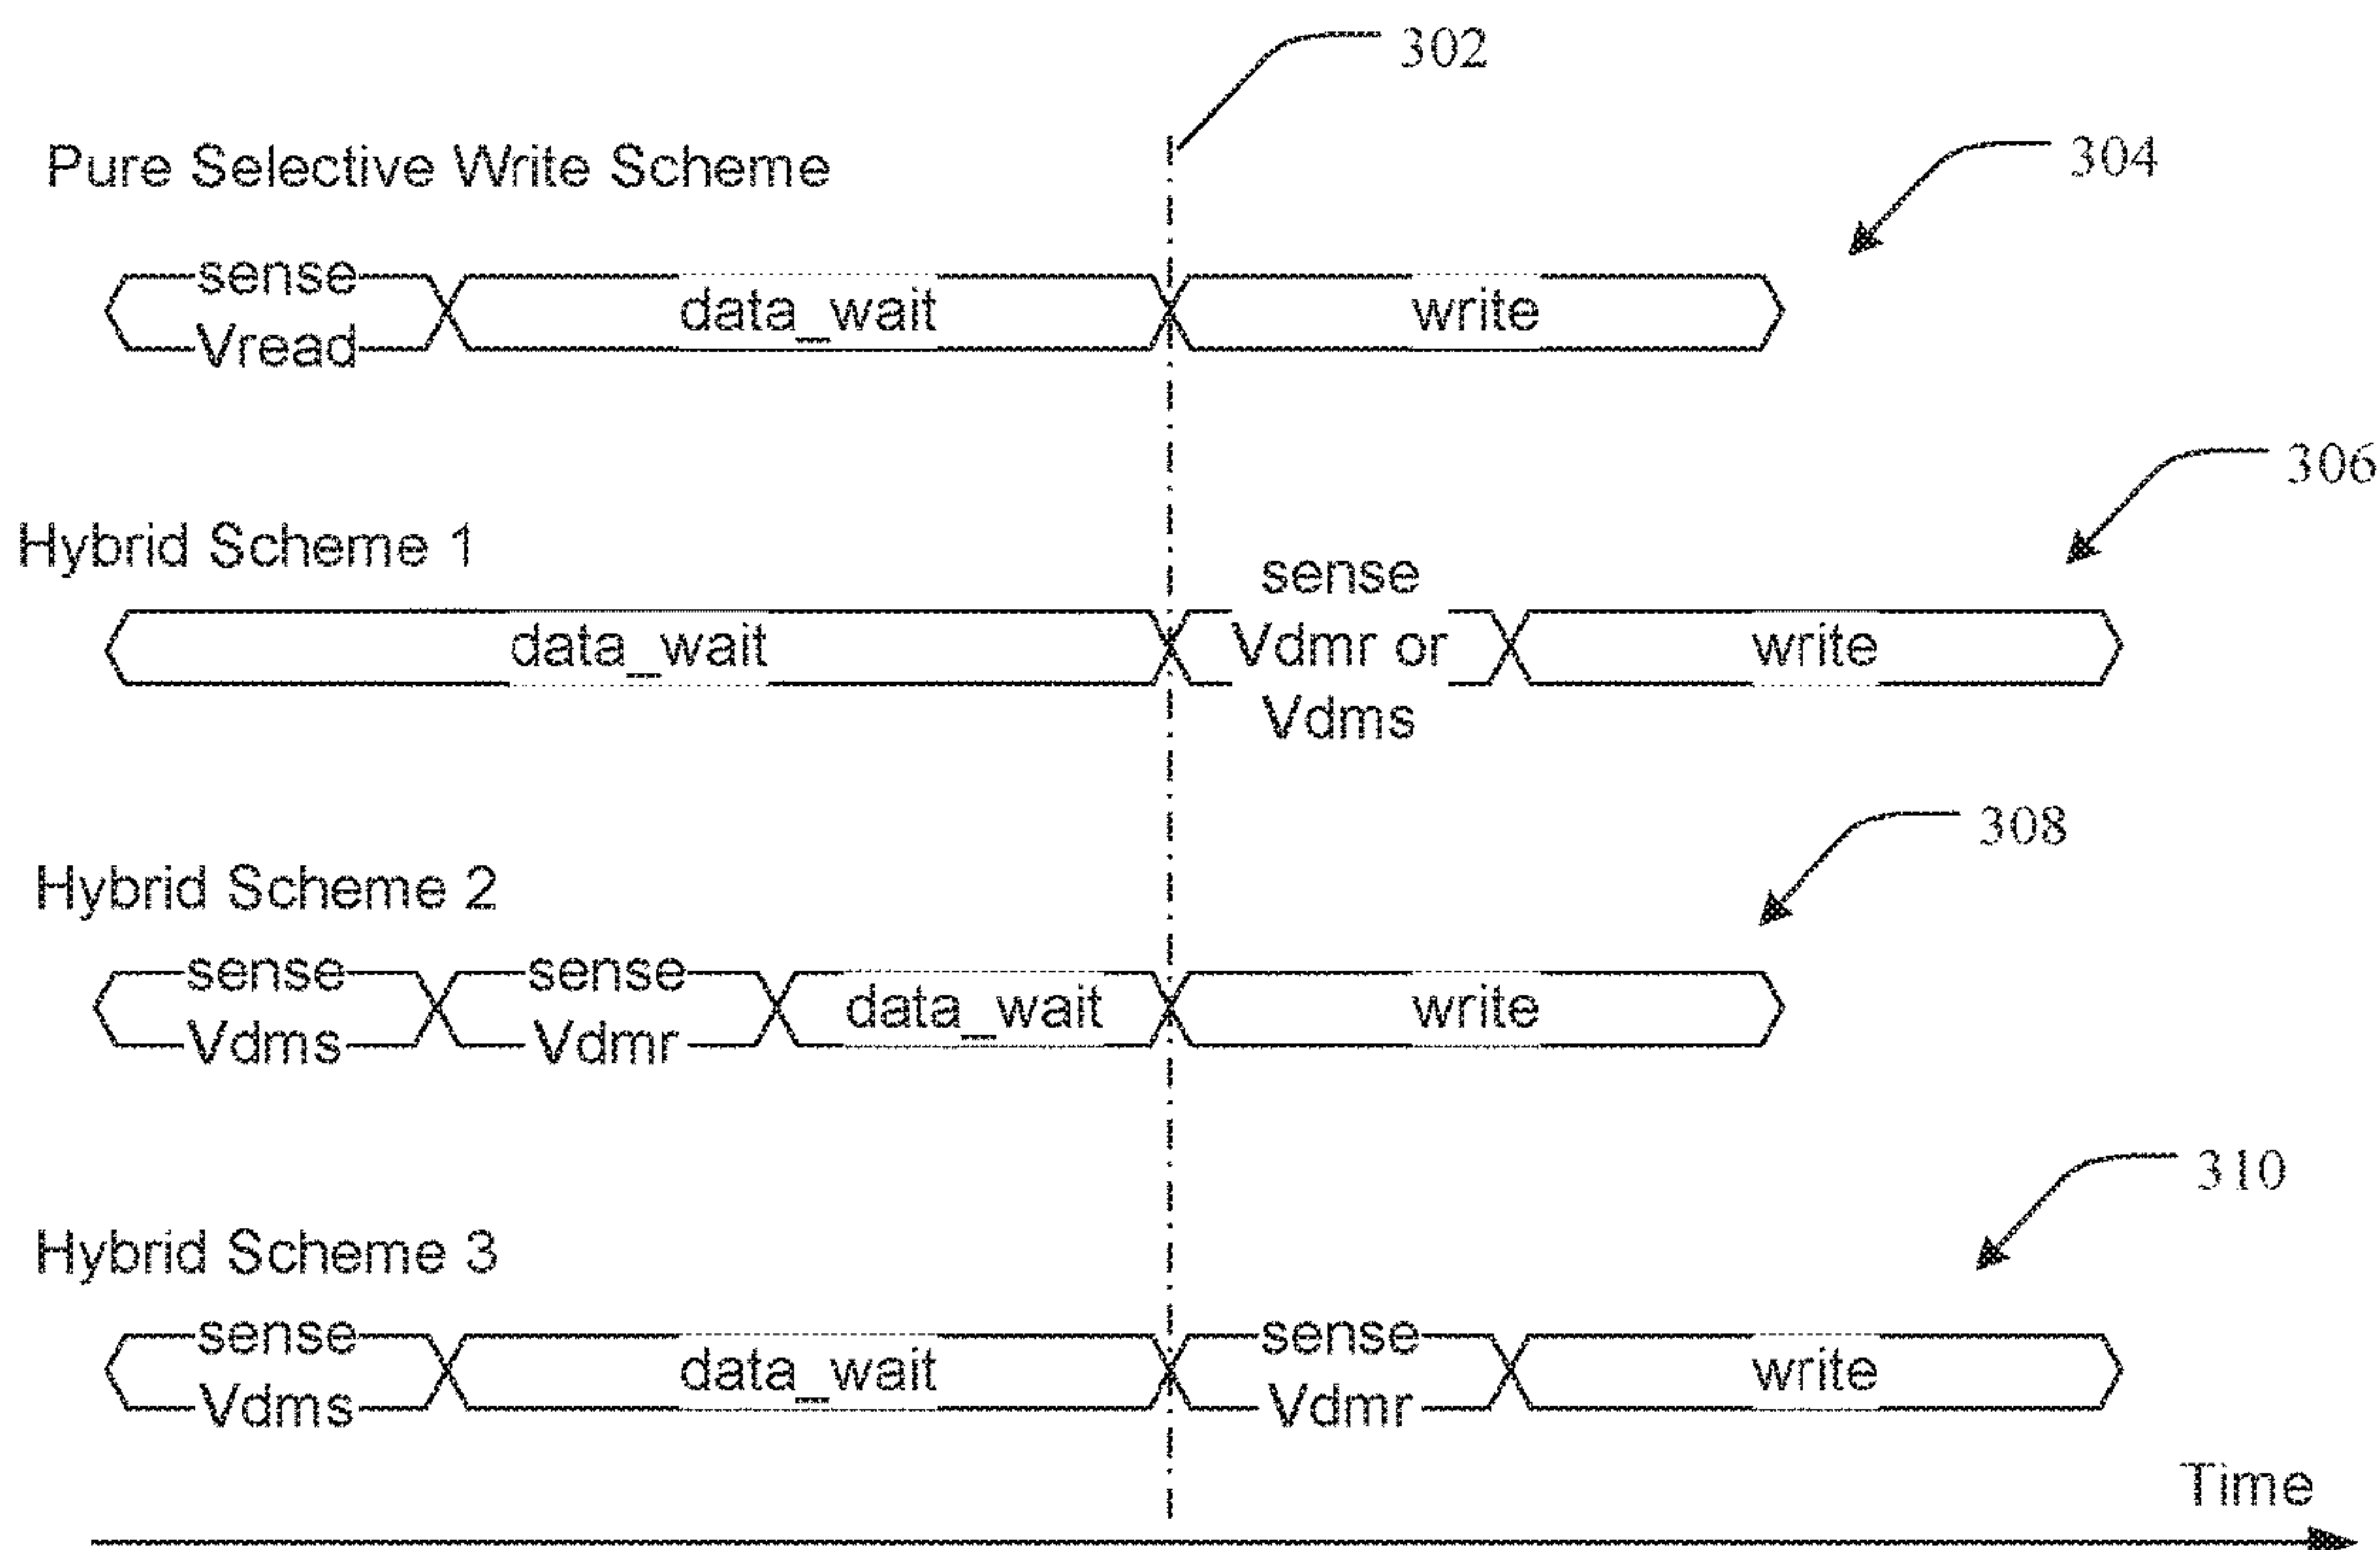 302
Pure Selective Write Scheme
304
sense
Vread
data_wait
write
306
Hybrid Scheme 1
data_wait
sense
Vdmr or
Vdms
write
308
Hybrid Scheme 2
sense
Vdms
sense
Vdmr
data_wait
write
310
Hybrid Scheme 3
sense
Vdms
data_wait
sense
Vdmr
write
Time